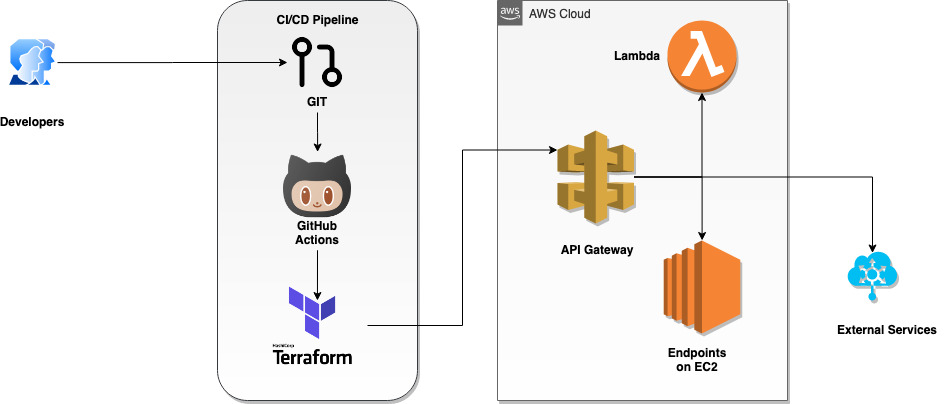 CI/CD Pipeline
GIT
Developers
GitHub
Actions
HashiCorp
Terraform
aws
AWS Cloud
Lambda
API Gateway
Endpoints
on EC2
External Services